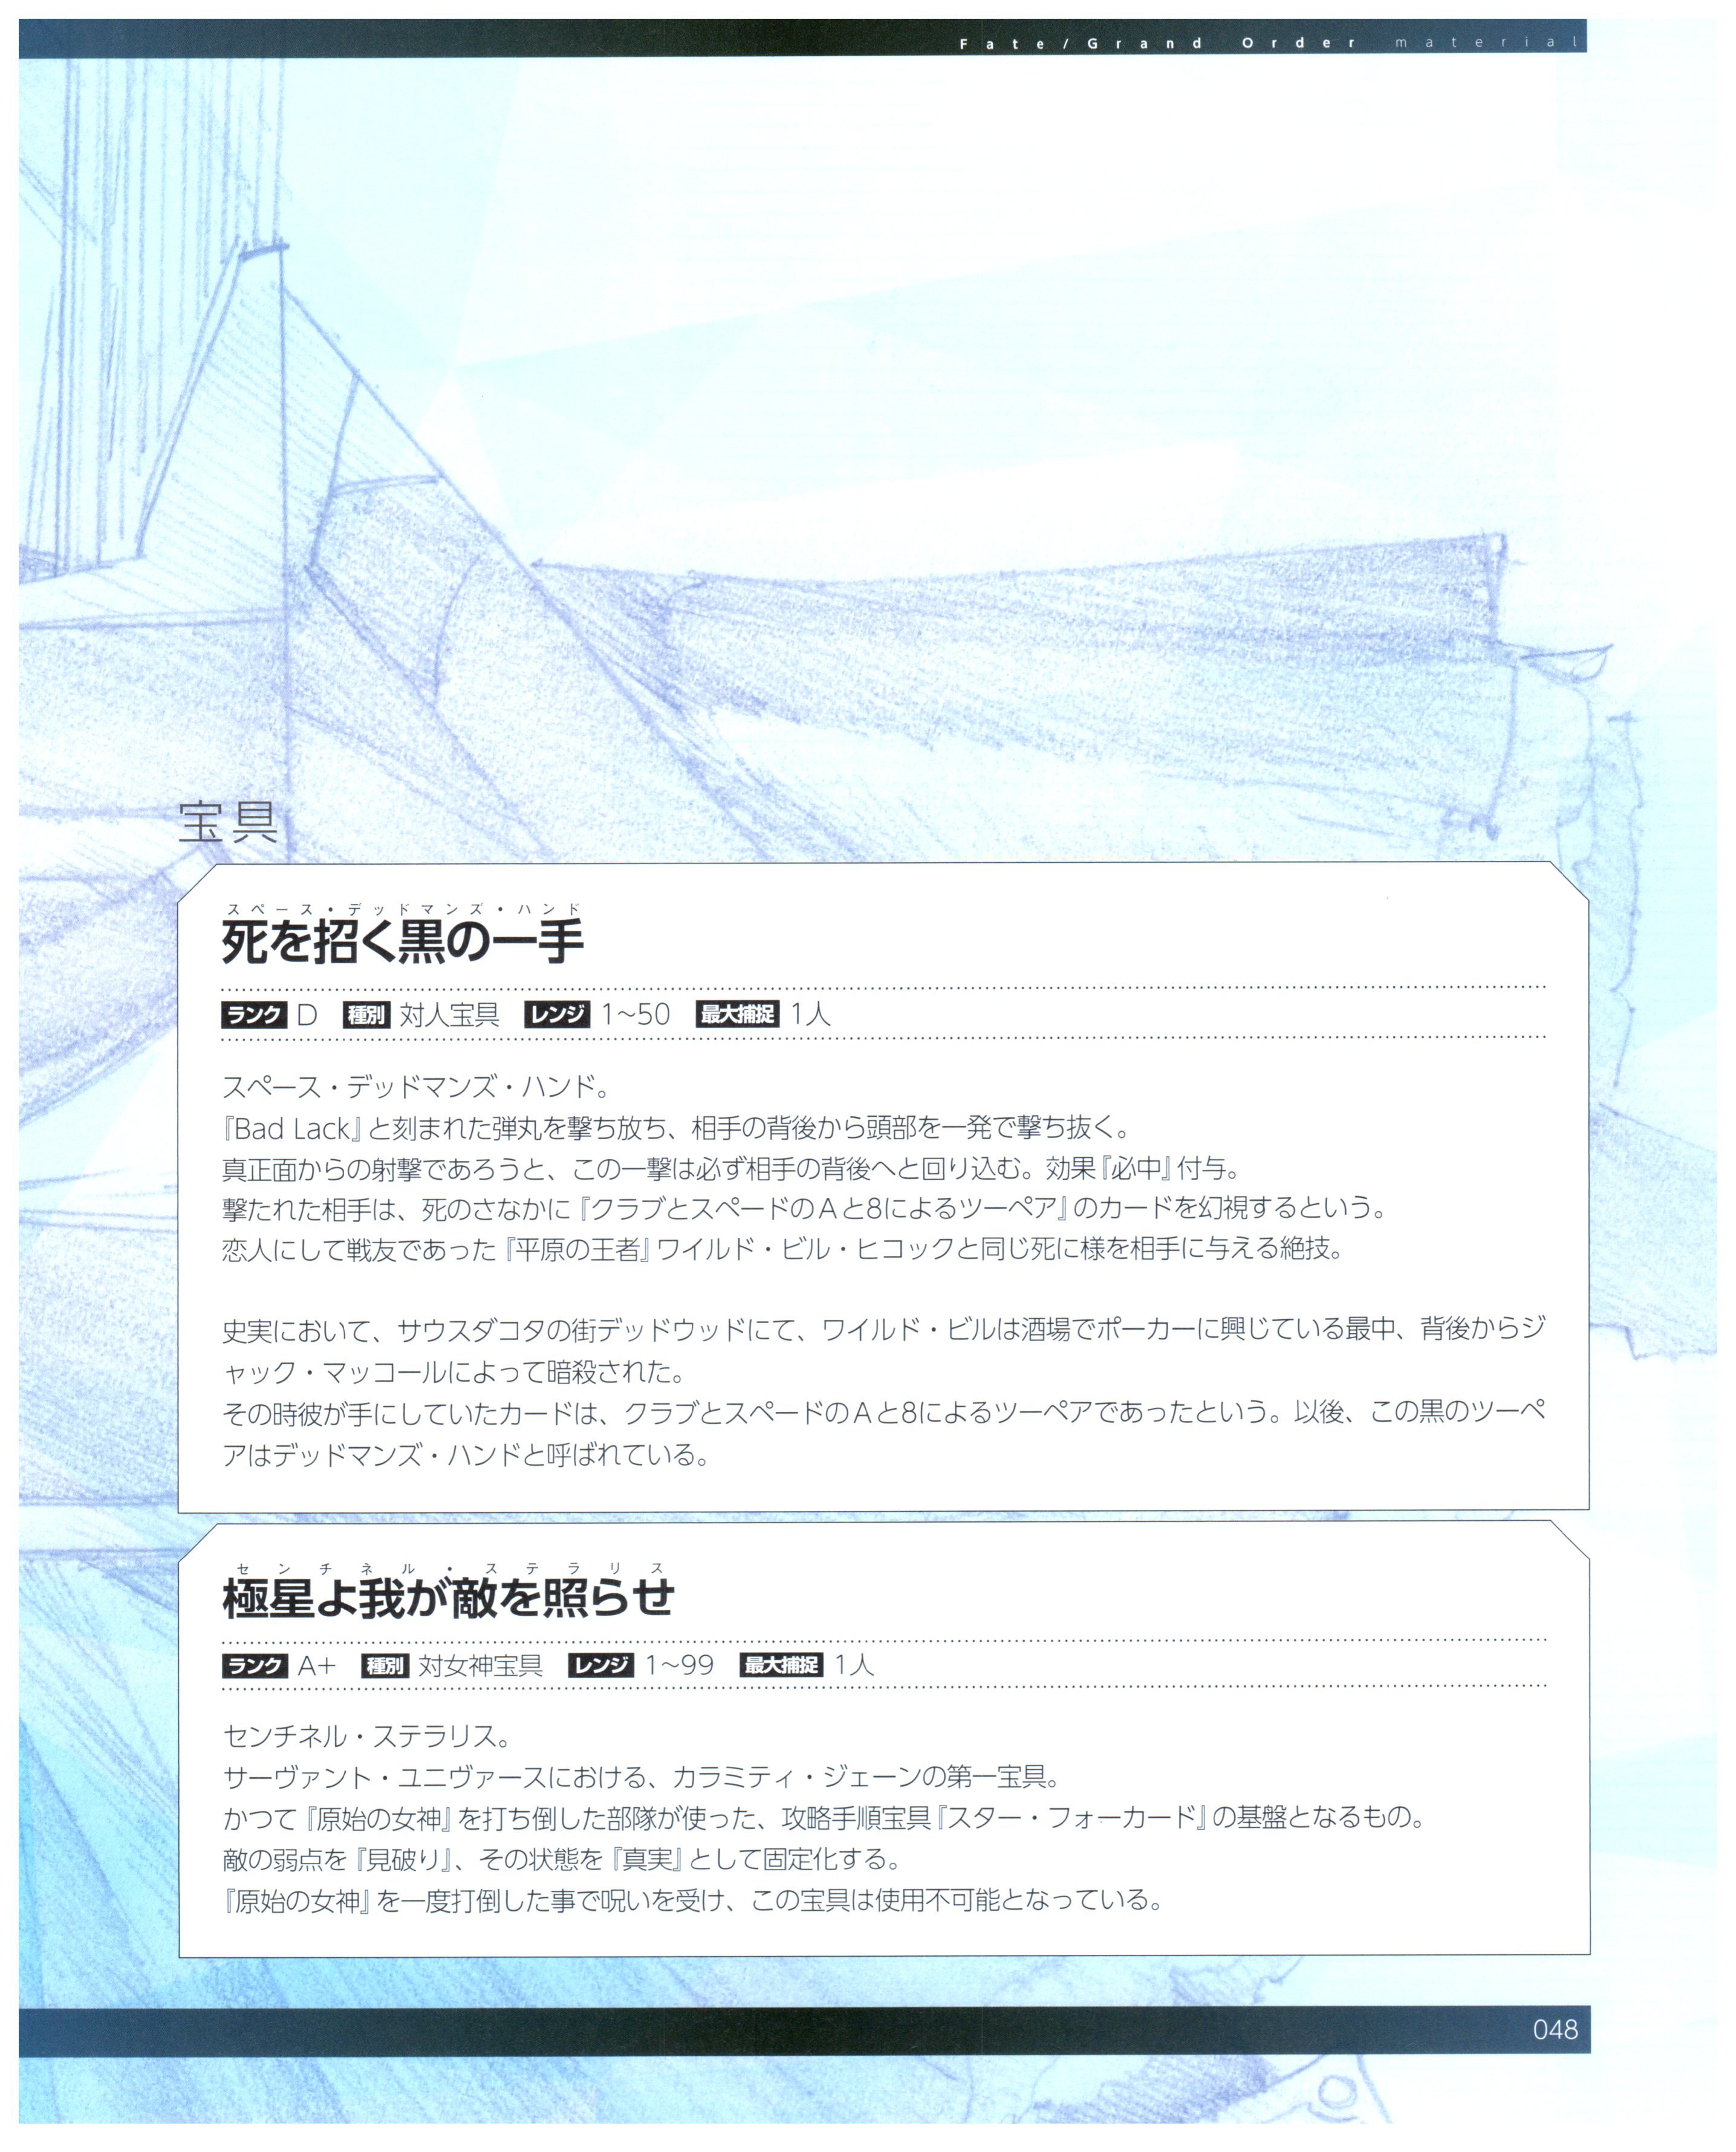 Fate/Grand Order material
宝具
スペース・デッドマンズ・ハンド
死を招く黒の一手
ランク D 種別 対人宝具 レンジ 1~50 最大捕捉 1人
スペース・デッドマンズ・ハンド。
『Bad Lack』と刻まれた弾丸を撃ち放ち、相手の背後から頭部を一発で撃ち抜く。
真正面からの射撃であろうと、この一撃は必ず相手の背後へと回り込む。効果『必中』付与。
撃たれた相手は、死のさなかに『クラブとスペードのAと8によるツーペア』のカードを幻視するという。
恋人にして戦友であった『平原の王者』ワイルド・ビル・ヒコックと同じ死に様を相手に与える絶技。
史実において、サウスダコタの街デッドウッドにて、ワイルド・ビルは酒場でポーカーに興じている最中、背後からジ
ャック・マッコールによって暗殺された。
その時彼が手にしていたカードは、クラブとスペードのAと8によるツーペアであったという。以後、この黒のツーペ
アはデッドマンズ・ハンドと呼ばれている。
センチネル・ステラリス
極星よ我が敵を照らせ
ランク A+ 種別 対女神宝具 レンジ 1~99 最大捕捉 1人
センチネル・ステラリス。
サーヴァント・ユニヴァースにおける、カラミティ・ジェーンの第一宝具。
かつて『原始の女神』を打ち倒した部隊が使った、攻略手順宝具『スター・フォーカード』の基盤となるもの。
敵の弱点を『見破り』、その状態を『真実』として固定化する。
『原始の女神』を一度打倒した事で呪いを受け、この宝具は使用不可能となっている。
048